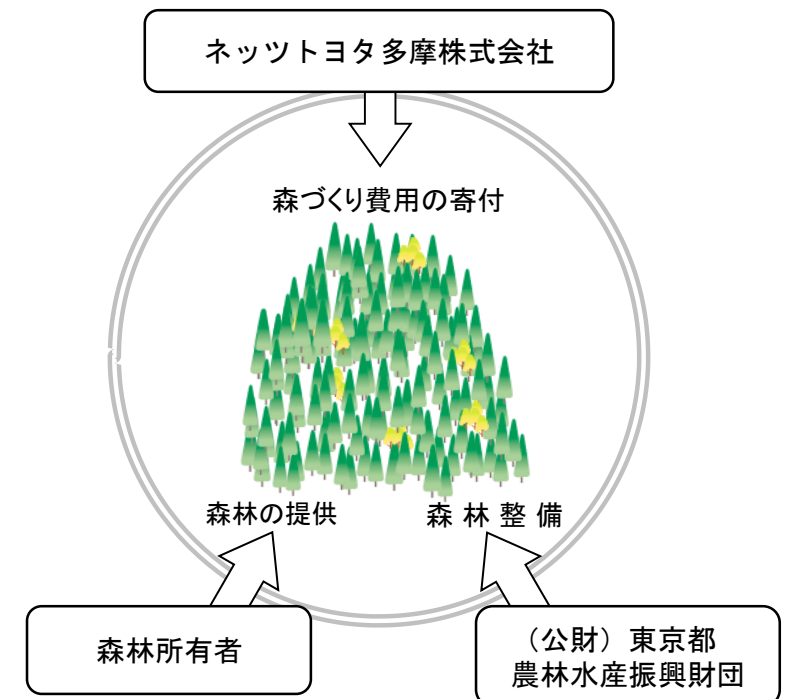 ネッツトヨタ多摩株式会社
森づくり費用の寄付
森林の提供
森林整備
森林所有者
（公財）東京都
農林水産振興財団